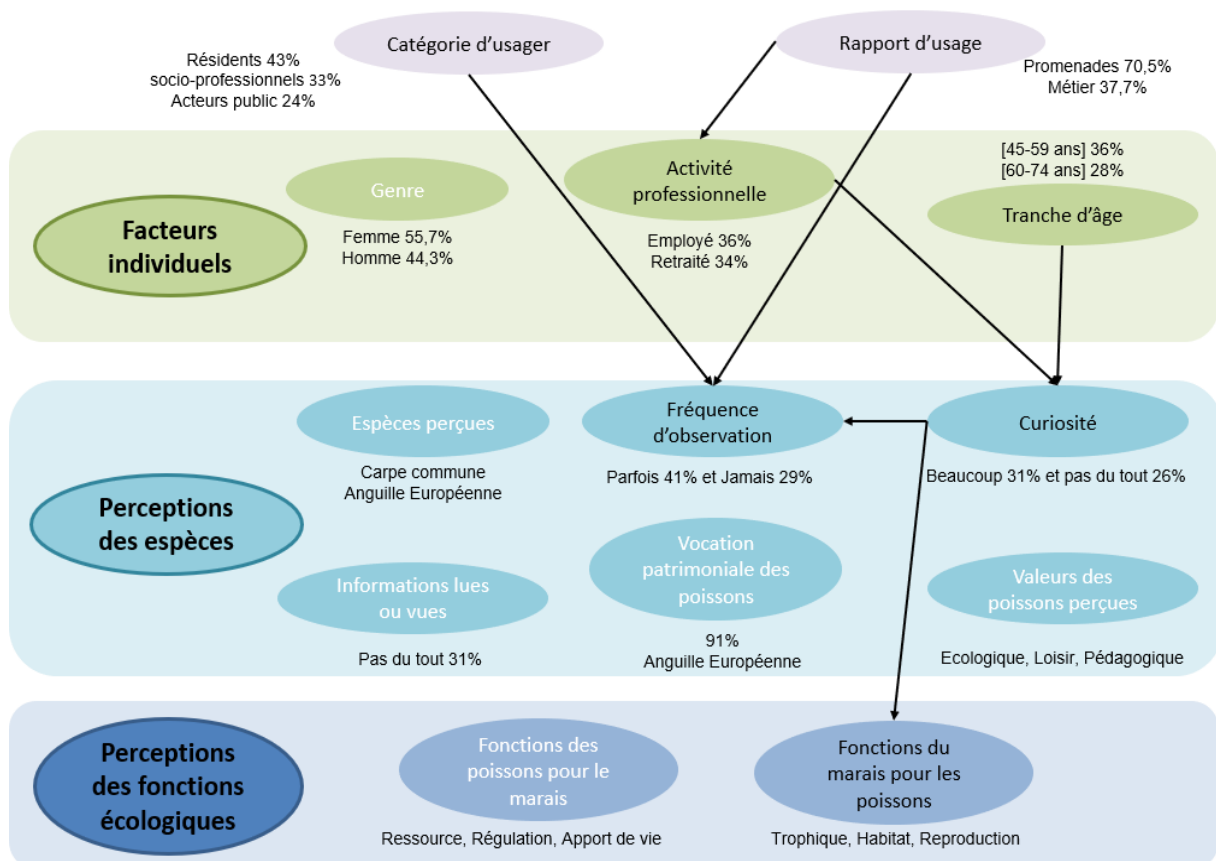 Catégorie d'usager
Rapport d'usage
Résidents 43%
socio-professionnels 33%
Acteurs public 24%
Promenades 70,5%
Métier 37,7%
Facteurs
individuels
Genre
Femme 55,7%
Homme 44,3%
Activité
professionnelle
Employé 36%
Retraité 34%
[45-59 ans] 36%
[60-74 ans] 28%
Tranche d'âge
Perceptions
des espèces
Espèces perçues
Carpe commune
Anguille Européenne
Fréquence
d'observation
Parfois 41% et Jamais 29%
Curiosité
Beaucoup 31% et pas du tout 26%
Informations lues
ou vues
Pas du tout 31%
Vocation
patrimoniale des
poissons
91%
Anguille Européenne
Valeurs des
poissons perçues
Ecologique, Loisir, Pédagogique
Perceptions
des fonctions
écologiques
Fonctions des
poissons pour le
marais
Ressource, Régulation, Apport de vie
Fonctions du
marais pour les
poissons
Trophique, Habitat, Reproduction